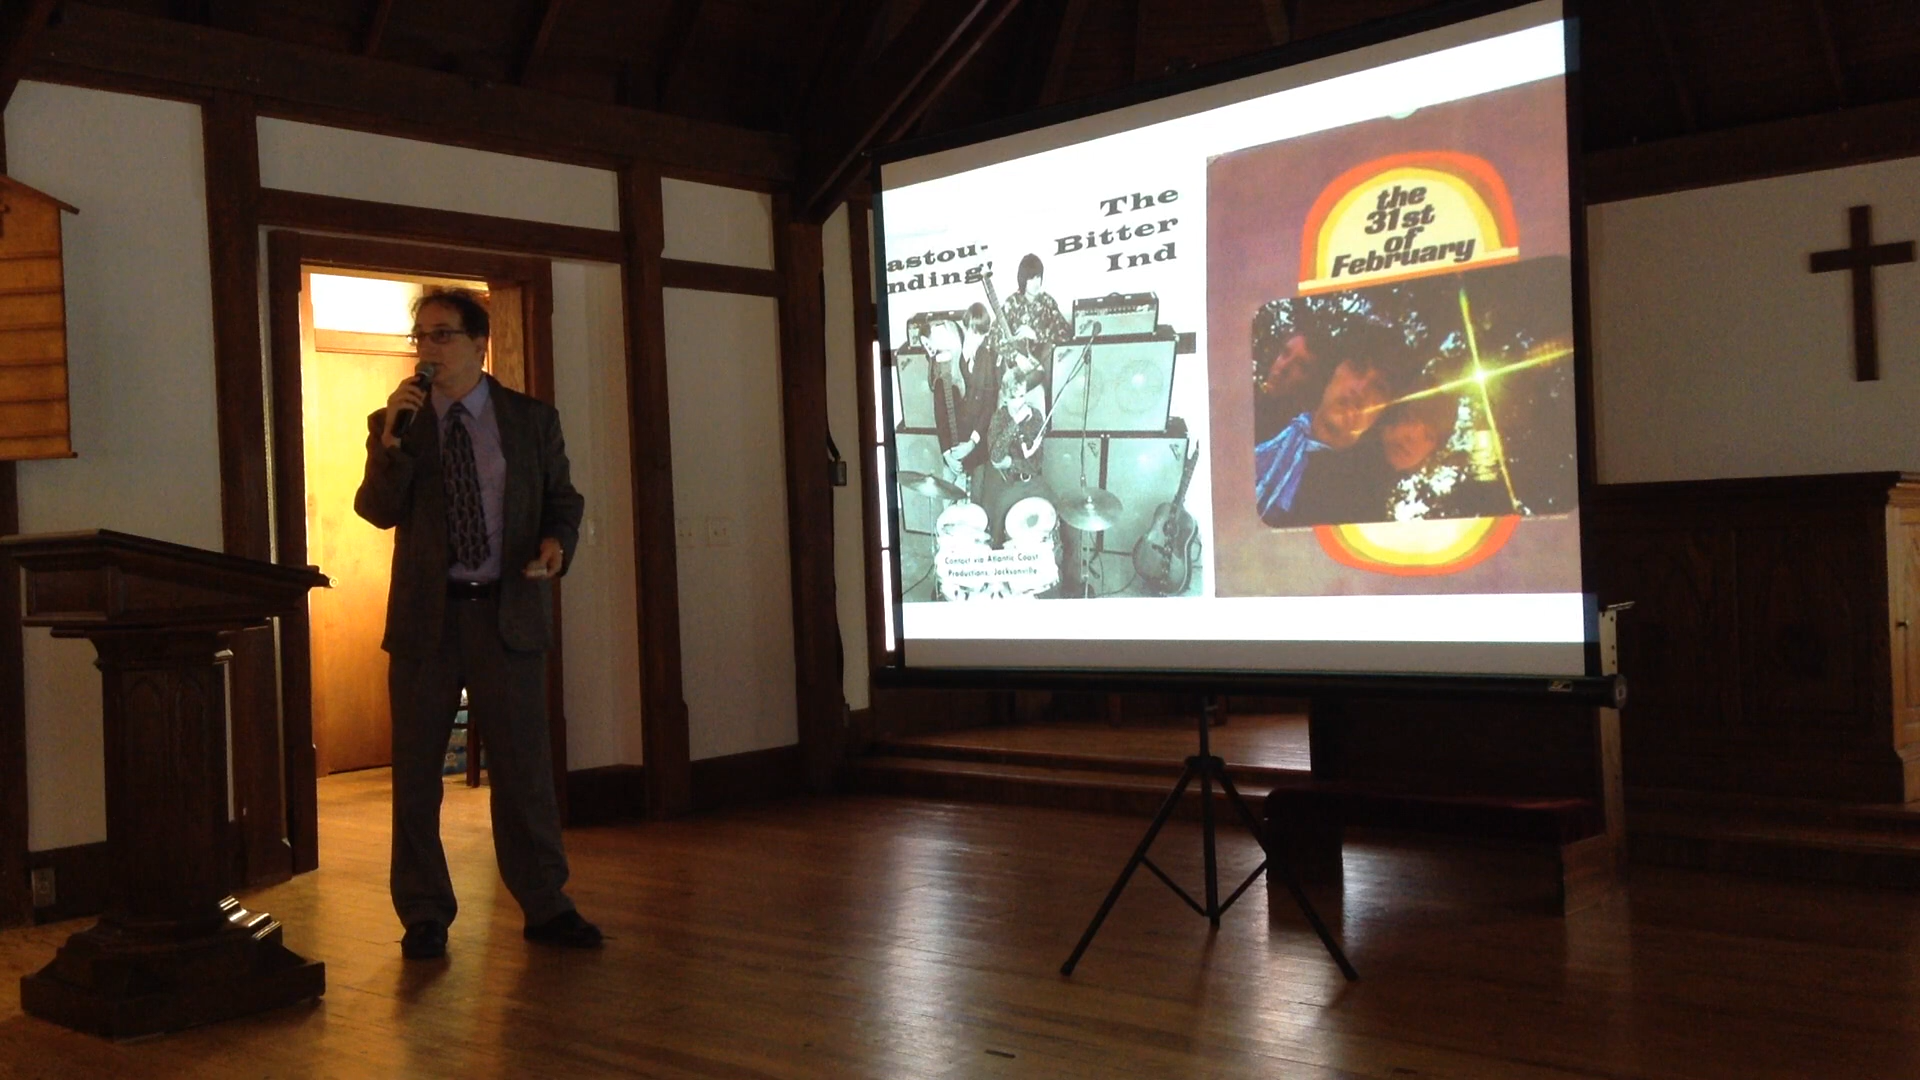 astou-
nding!
The
Bitter
Ind
Contact via Atlantic Coast
Productions, Jacksonville
the
31st
of
February